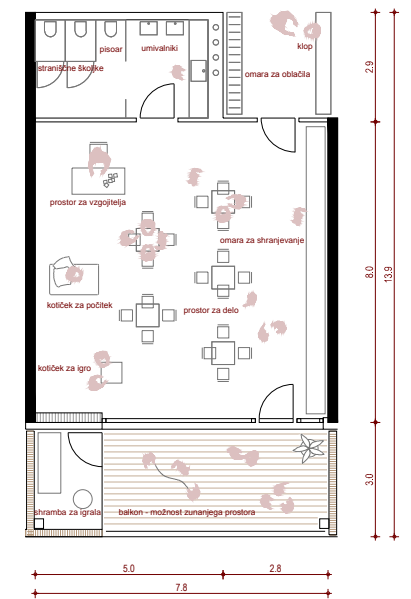 klop
pisoar
umivalniki
straniščne školjke
omara za oblačila
2.9
prostor za vzgojitelja
omara za shranjevanje
8.0
13.9
kotiček za počitek
prostor za delo
kotiček za igro
3.0
shramba za igrala
balkon - možnost zunanjega prostora
5.0
2.8
7.8